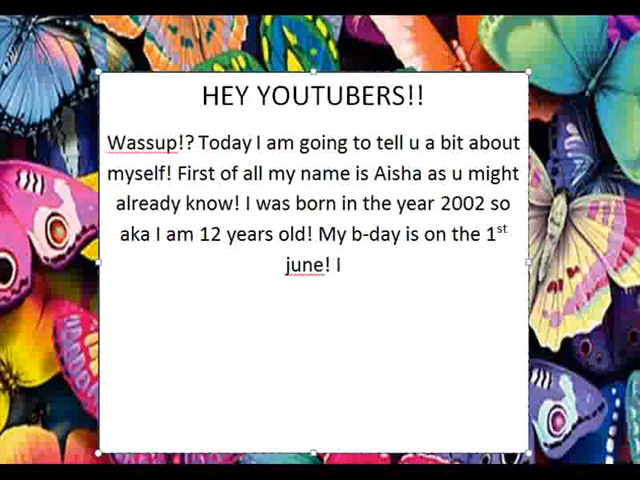 HEY YOUTUBERS!!
Wassup!? Today I am going to tell u a bit about
myself! First of all my name is Aisha as u might
already know! I was born in the year 2002 so
aka I am 12 years old! My b-day is on the 1st
june! I